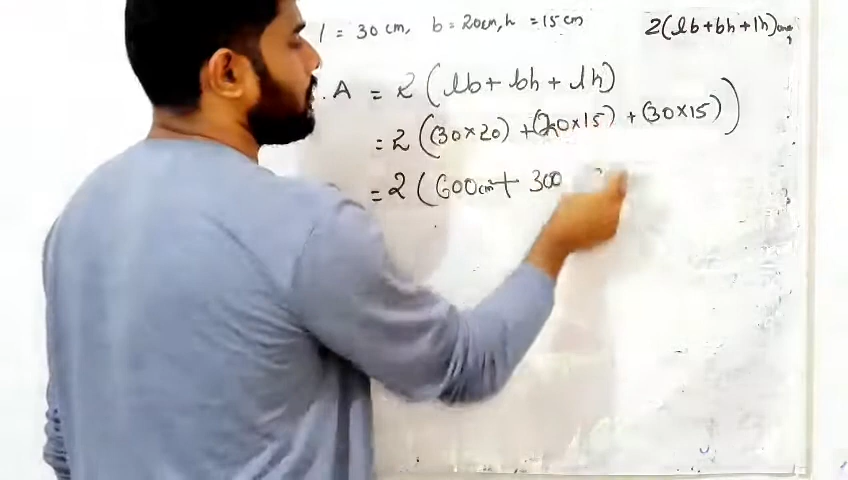 l = 30 cm, b = 20cm, h = 15 cm
2(lb+bh+lh)
. A = 2 (lb + bh + lh)
= 2 ((30×20) + (20×15) + (30×15))
= 2 (600cm² + 300